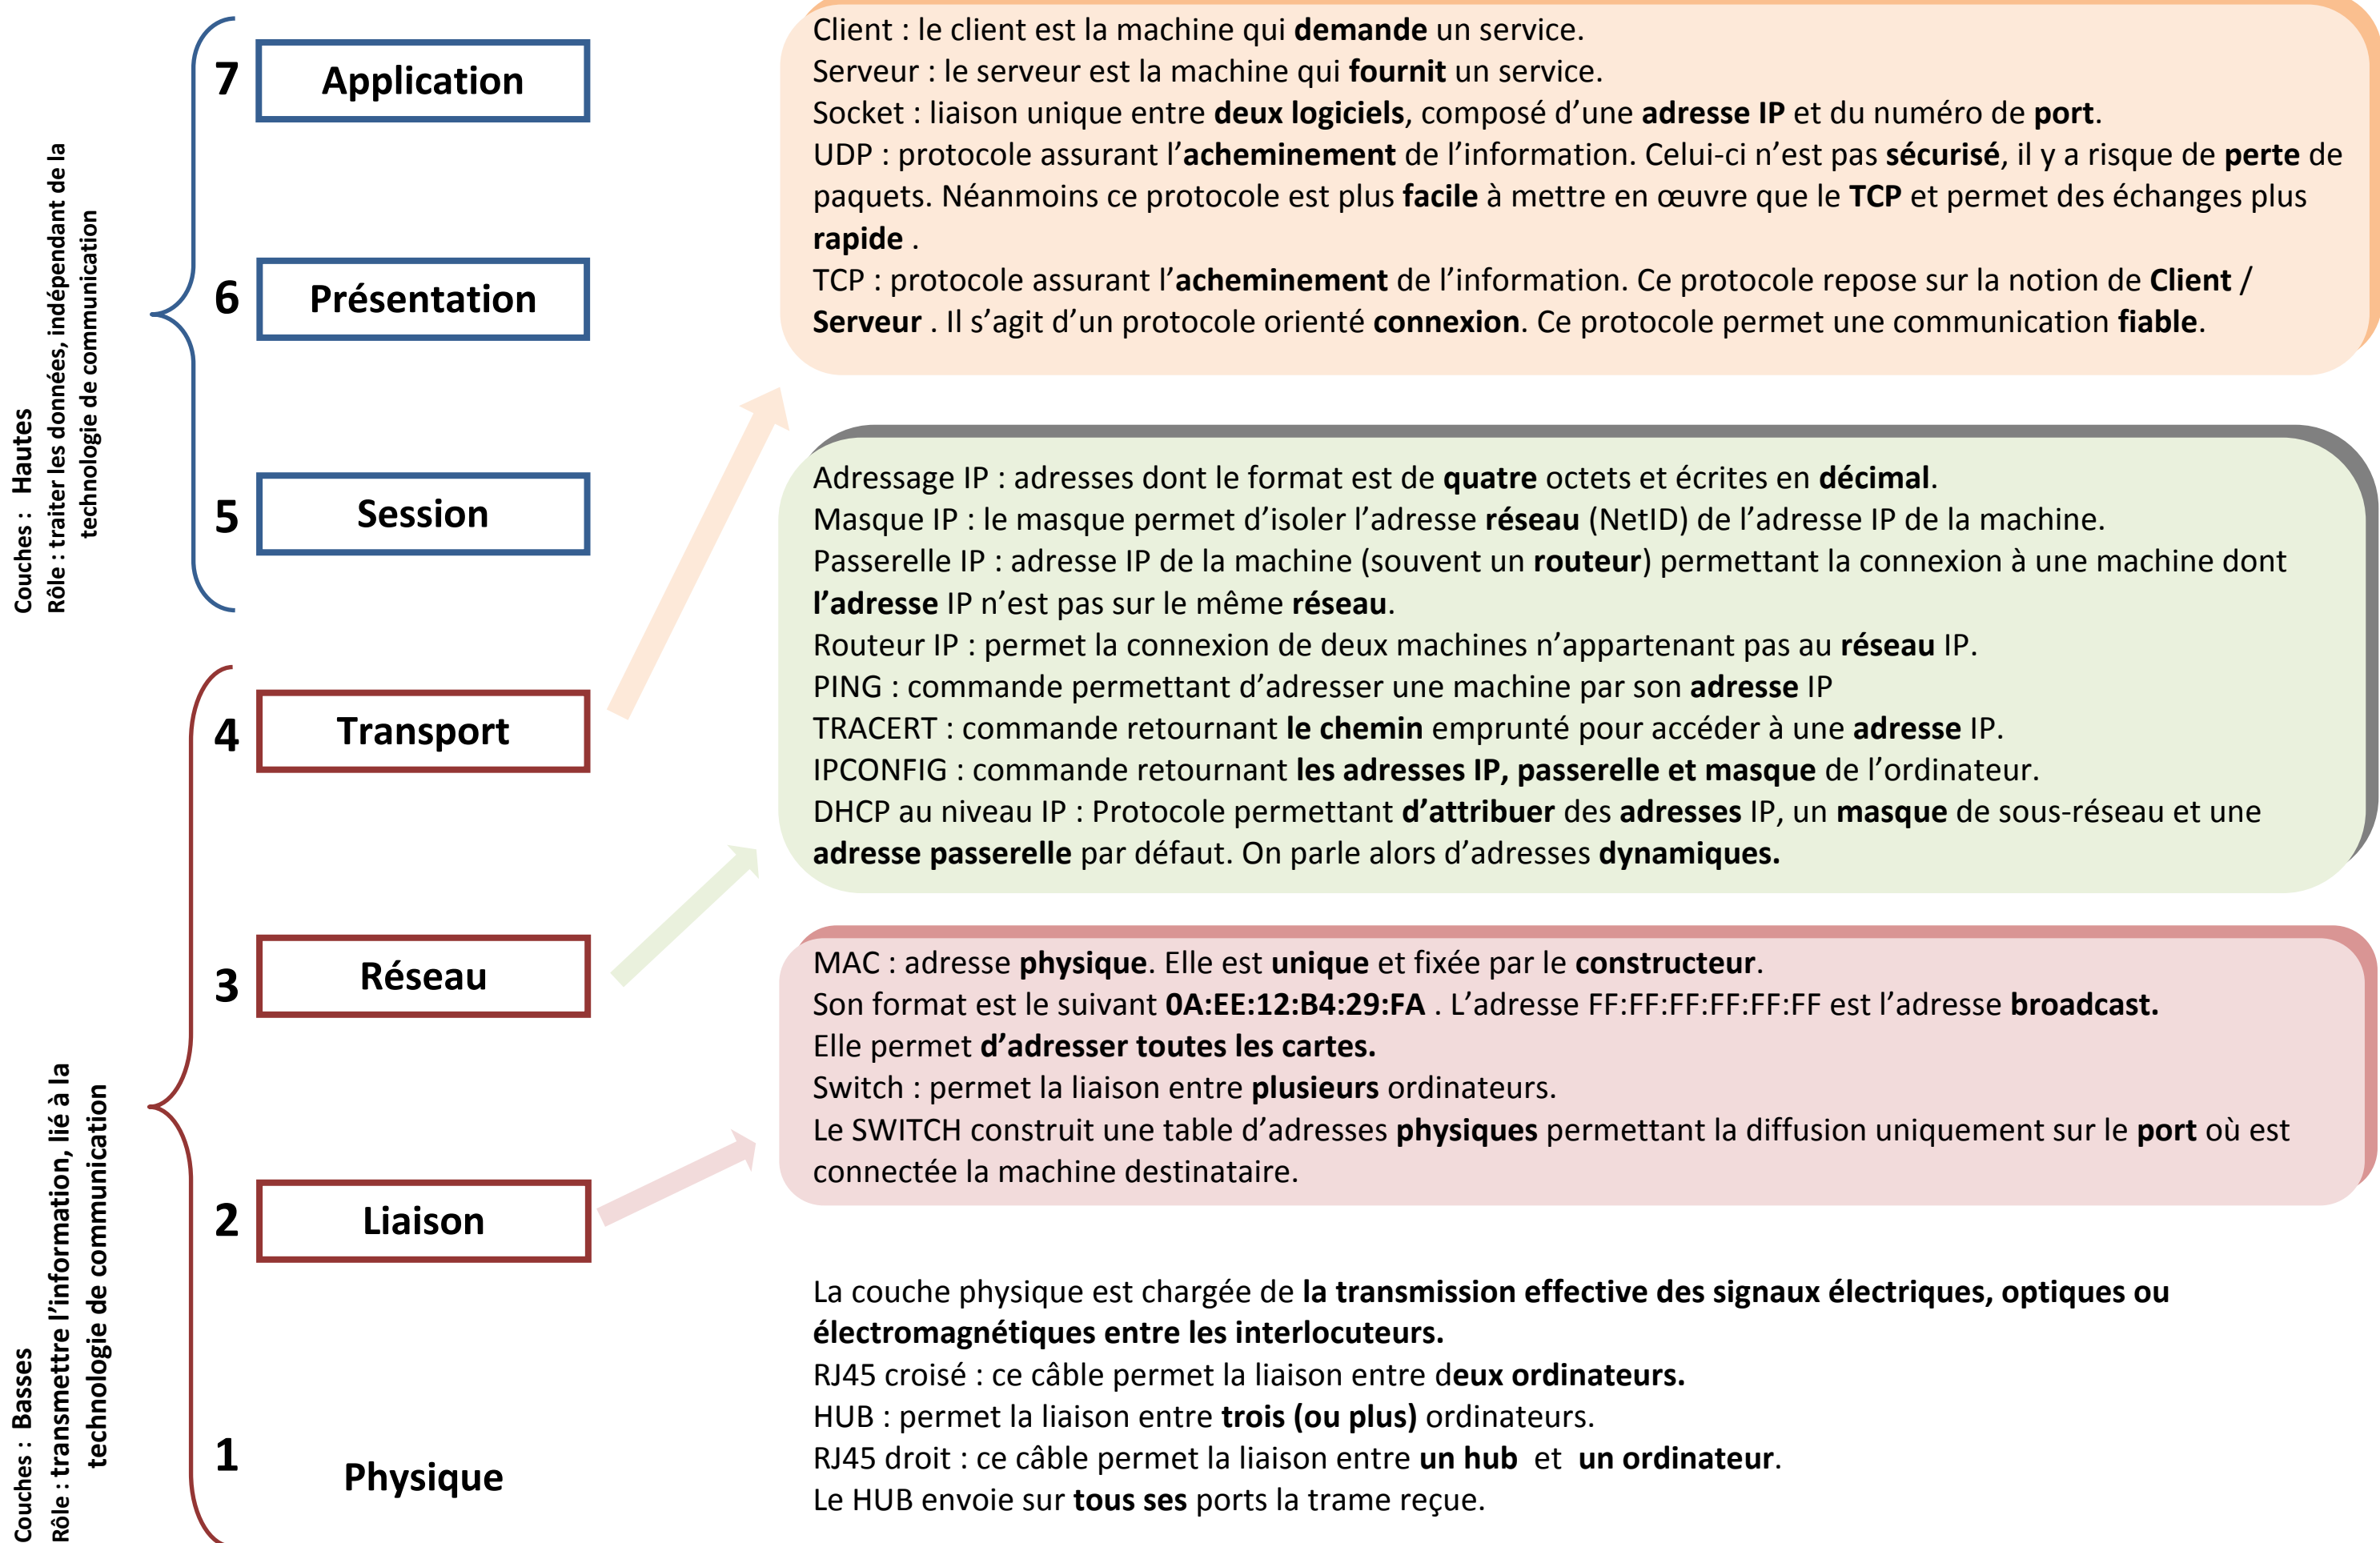 Couches : Hautes
Rôle : traiter les données, indépendant de la
technologie de communication
7
Application
6
Présentation
5
Session
Couches : Basses
Rôle : transmettre l’information, lié à la
technologie de communication
4
Transport
3
Réseau
2
Liaison
1
Physique
Client : le client est la machine qui demande un service.
Serveur : le serveur est la machine qui fournit un service.
Socket : liaison unique entre deux logiciels, composé d’une adresse IP et du numéro de port.
UDP : protocole assurant l’acheminement de l’information. Celui-ci n’est pas sécurisé, il y a risque de perte de
paquets. Néanmoins ce protocole est plus facile à mettre en œuvre que le TCP et permet des échanges plus
rapide .
TCP : protocole assurant l’acheminement de l’information. Ce protocole repose sur la notion de Client /
Serveur . Il s’agit d’un protocole orienté connexion. Ce protocole permet une communication fiable.
Adressage IP : adresses dont le format est de quatre octets et écrites en décimal.
Masque IP : le masque permet d’isoler l’adresse réseau (NetID) de l’adresse IP de la machine.
Passerelle IP : adresse IP de la machine (souvent un routeur) permettant la connexion à une machine dont
l’adresse IP n’est pas sur le même réseau.
Routeur IP : permet la connexion de deux machines n’appartenant pas au réseau IP.
PING : commande permettant d’adresser une machine par son adresse IP
TRACERT : commande retournant le chemin emprunté pour accéder à une adresse IP.
IPCONFIG : commande retournant les adresses IP, passerelle et masque de l’ordinateur.
DHCP au niveau IP : Protocole permettant d’attribuer des adresses IP, un masque de sous-réseau et une
adresse passerelle par défaut. On parle alors d’adresses dynamiques.
MAC : adresse physique. Elle est unique et fixée par le constructeur.
Son format est le suivant 0A:EE:12:B4:29:FA . L’adresse FF:FF:FF:FF:FF:FF est l’adresse broadcast.
Elle permet d’adresser toutes les cartes.
Switch : permet la liaison entre plusieurs ordinateurs.
Le SWITCH construit une table d’adresses physiques permettant la diffusion uniquement sur le port où est
connectée la machine destinataire.
La couche physique est chargée de la transmission effective des signaux électriques, optiques ou
électromagnétiques entre les interlocuteurs.
RJ45 croisé : ce câble permet la liaison entre deux ordinateurs.
HUB : permet la liaison entre trois (ou plus) ordinateurs.
RJ45 droit : ce câble permet la liaison entre un hub et un ordinateur.
Le HUB envoie sur tous ses ports la trame reçue.